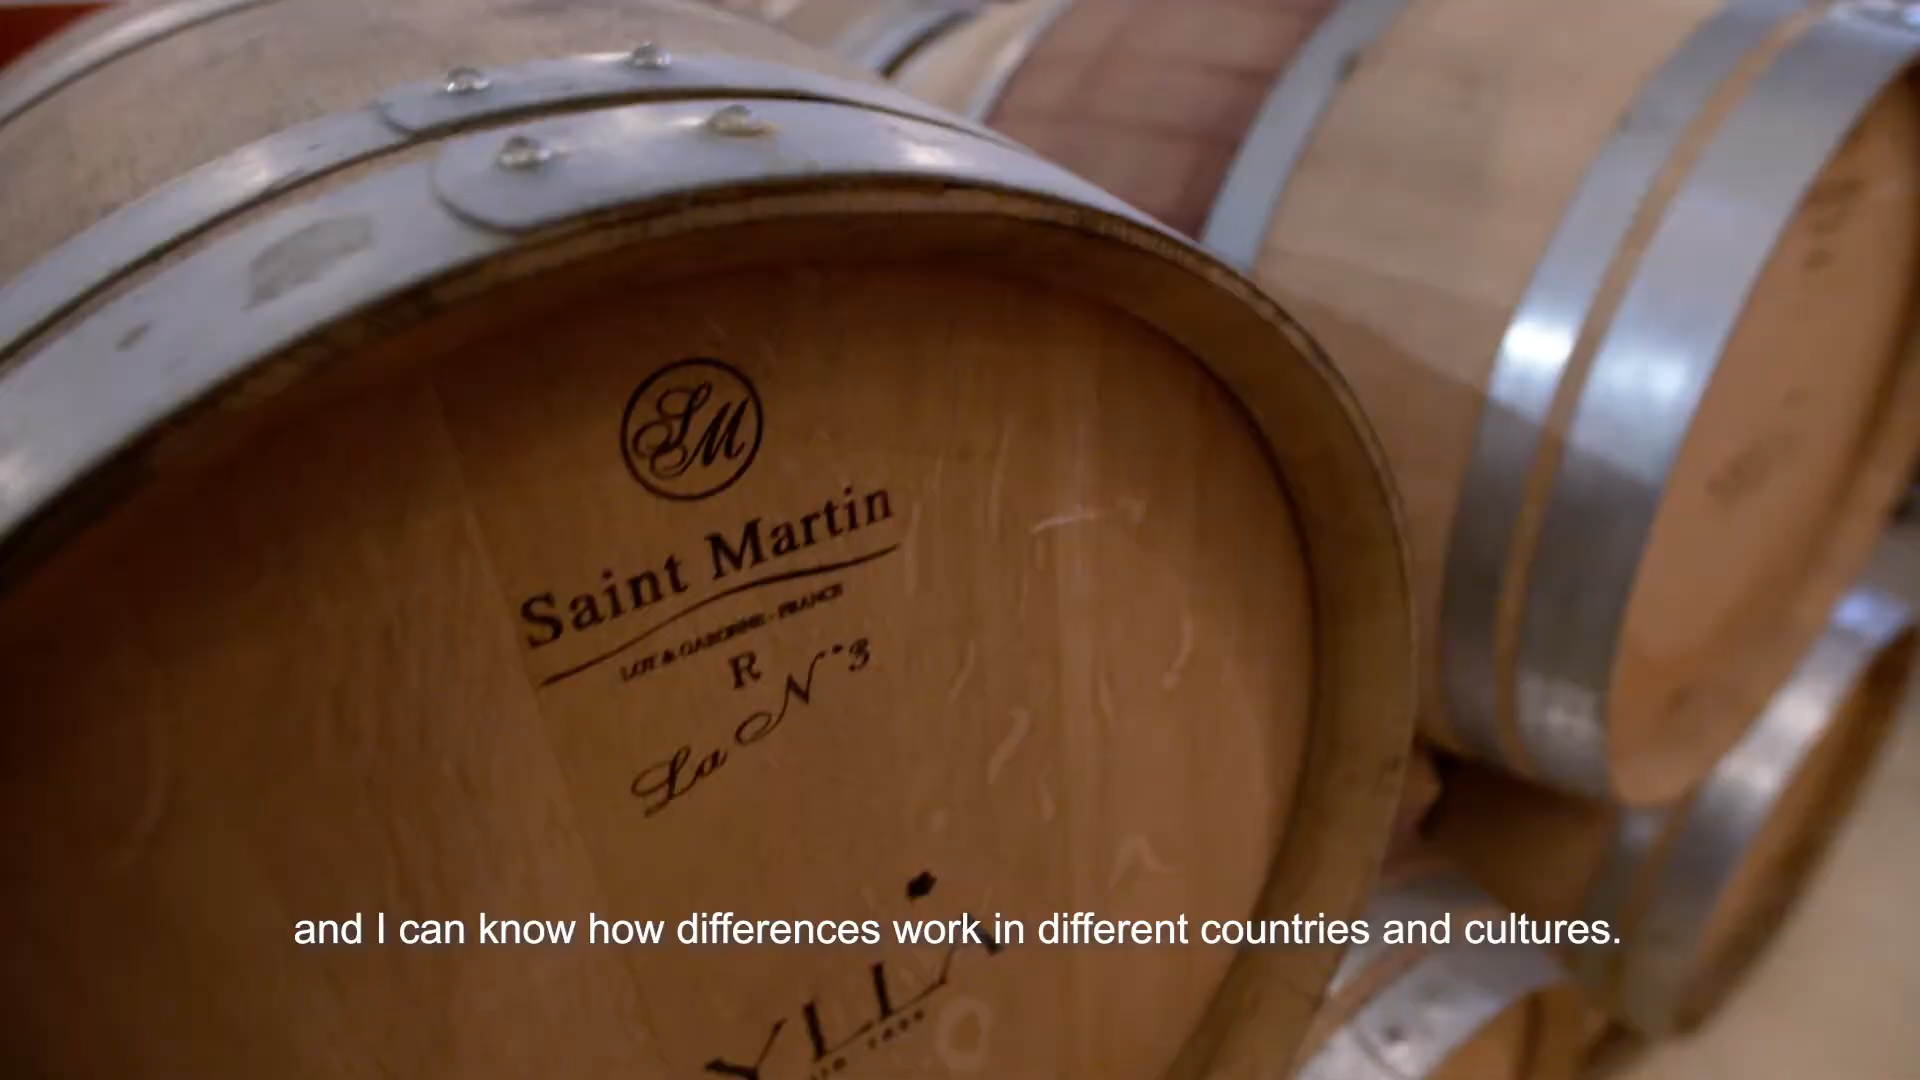 SM
Saint Martin
LOT & GARONNE - FRANCE
R
La N°3
and I can know how differences work in different countries and cultures.
YLLA